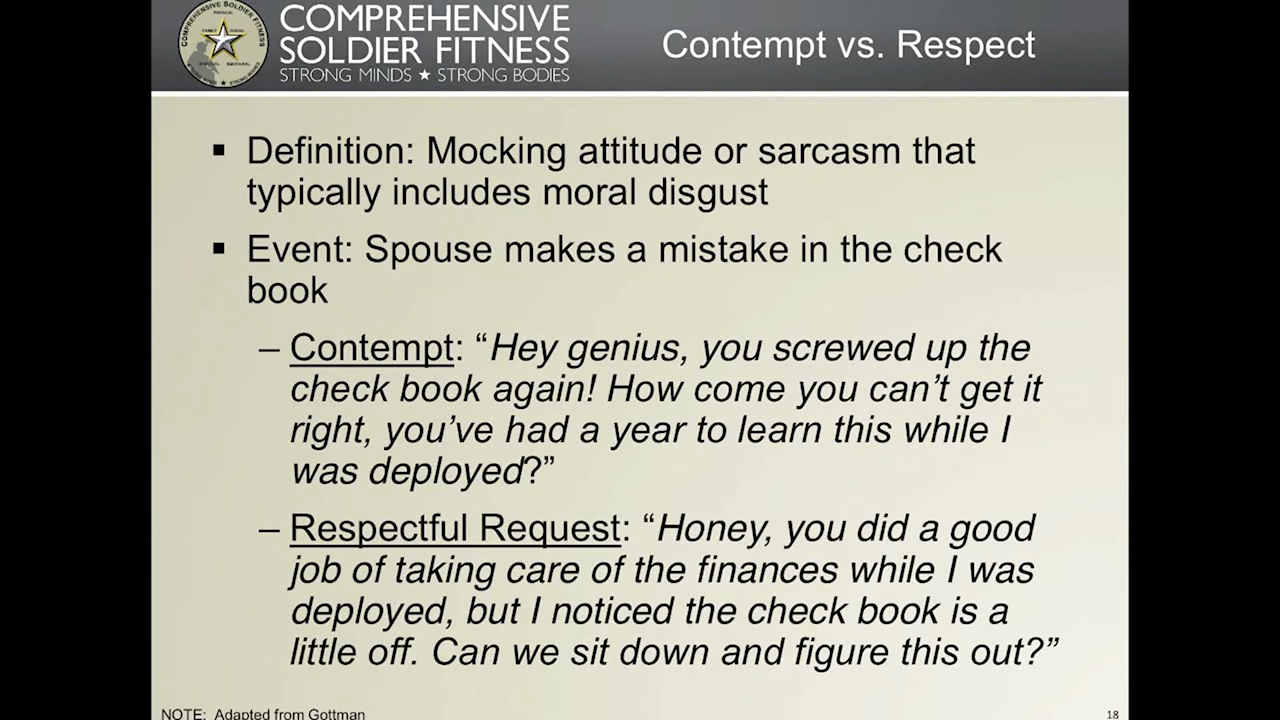 COMPREHENSIVE
SOLDIER FITNESS
STRONG MINDS ★ STRONG BODIES
Contempt vs. Respect
▪ Definition: Mocking attitude or sarcasm that
typically includes moral disgust
▪ Event: Spouse makes a mistake in the check
book
– Contempt: “Hey genius, you screwed up the
check book again! How come you can’t get it
right, you’ve had a year to learn this while I
was deployed?”
– Respectful Request: “Honey, you did a good
job of taking care of the finances while I was
deployed, but I noticed the check book is a
little off. Can we sit down and figure this out?”
NOTE: Adapted from Gottman
18